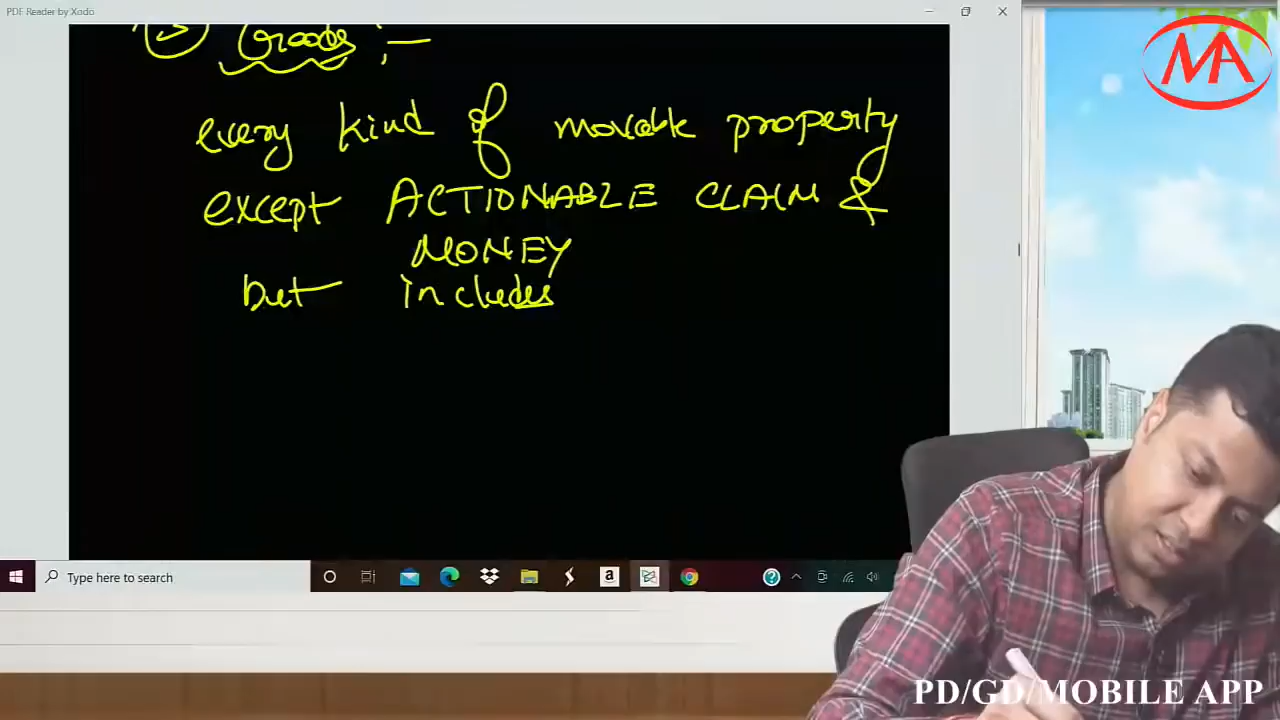 PDF Reader by Xodo
Goods :-
every kind of movable property
except ACTIONABLE CLAIM &
MONEY
but includes
Type here to search
MA
PD/GD/MOBILE APP